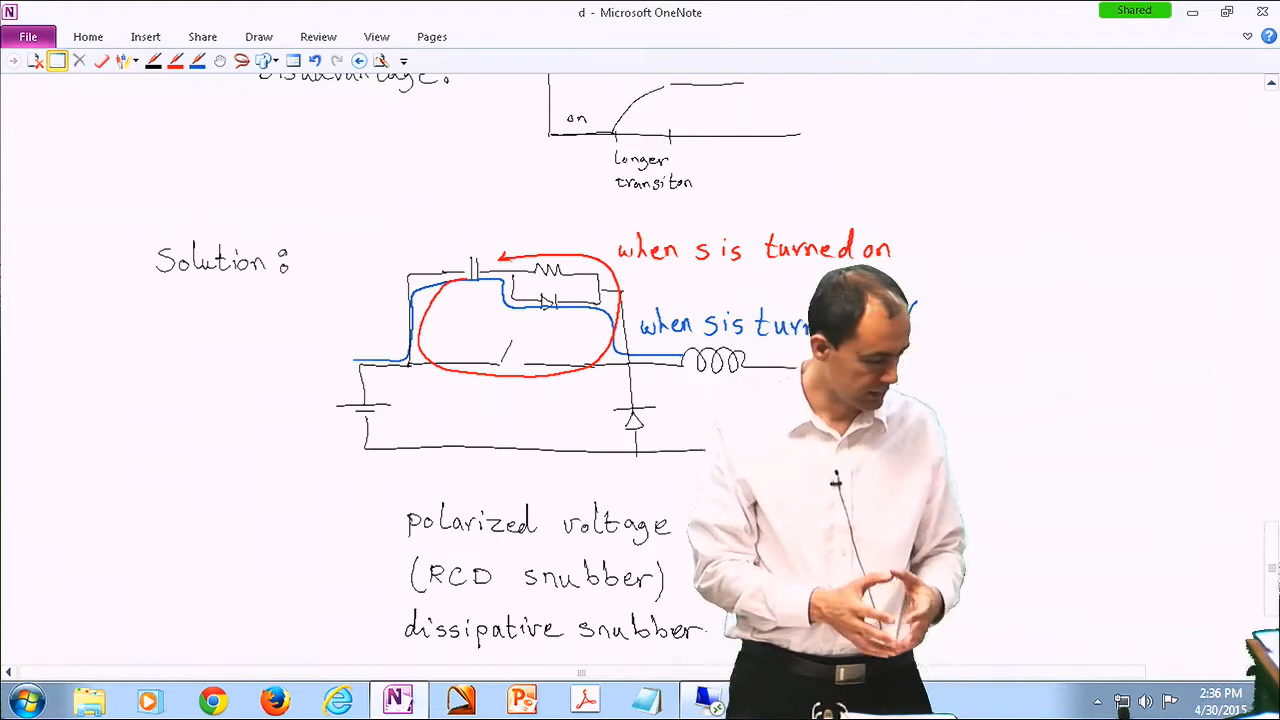 d - Microsoft OneNote
Shared
File Home Insert Share Draw Review View Pages
Disadvantage:
on
longer
transiton
Solution :
when s is turned on
when s is
polarized voltage
(RCD snubber)
dissipative snubber
2:36 PM
4/30/2015